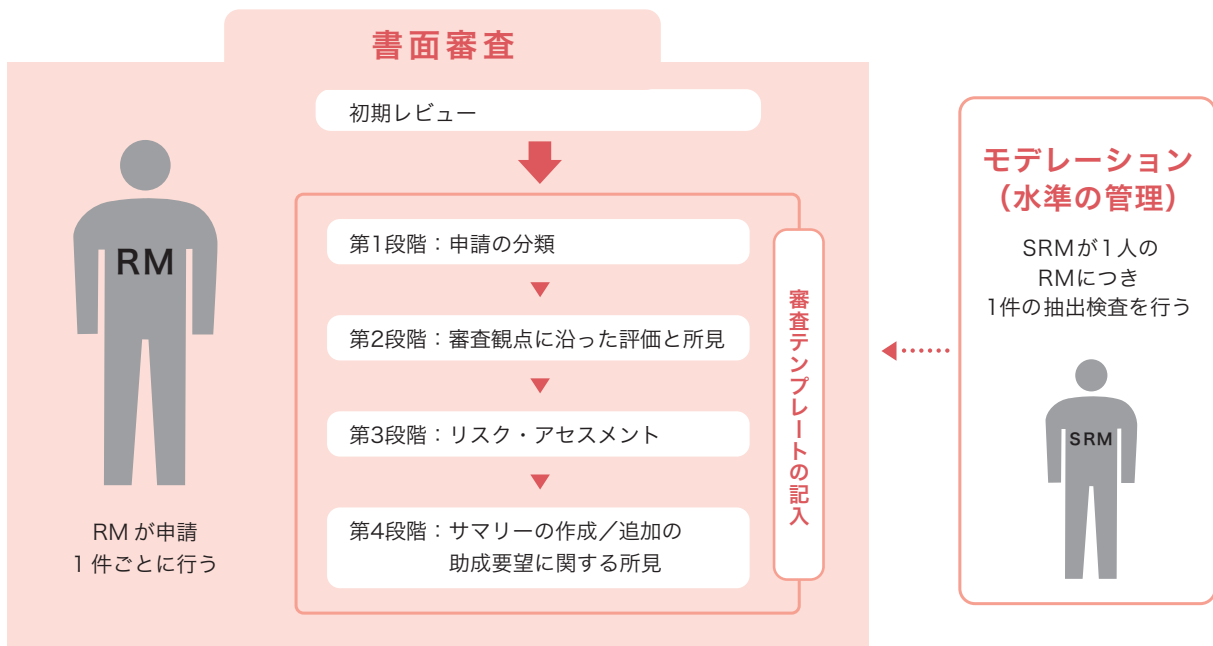 書面審査
初期レビュー
RM
第1段階：申請の分類
第2段階：審査観点に沿った評価と所見
第3段階：リスク・アセスメント
第4段階：サマリーの作成／追加の
助成要望に関する所見
審査テンプレートの記入
RM が申請
1 件ごとに行う
モデレーション
（水準の管理）
SRMが1人の
RMにつき
1件の抽出検査を行う
SRM